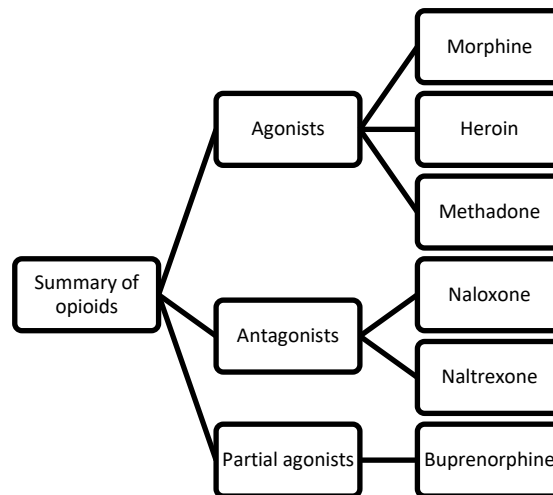 Summary of
opioids
Agonists
Morphine
Heroin
Methadone
Antagonists
Naloxone
Naltrexone
Partial agonists
Buprenorphine